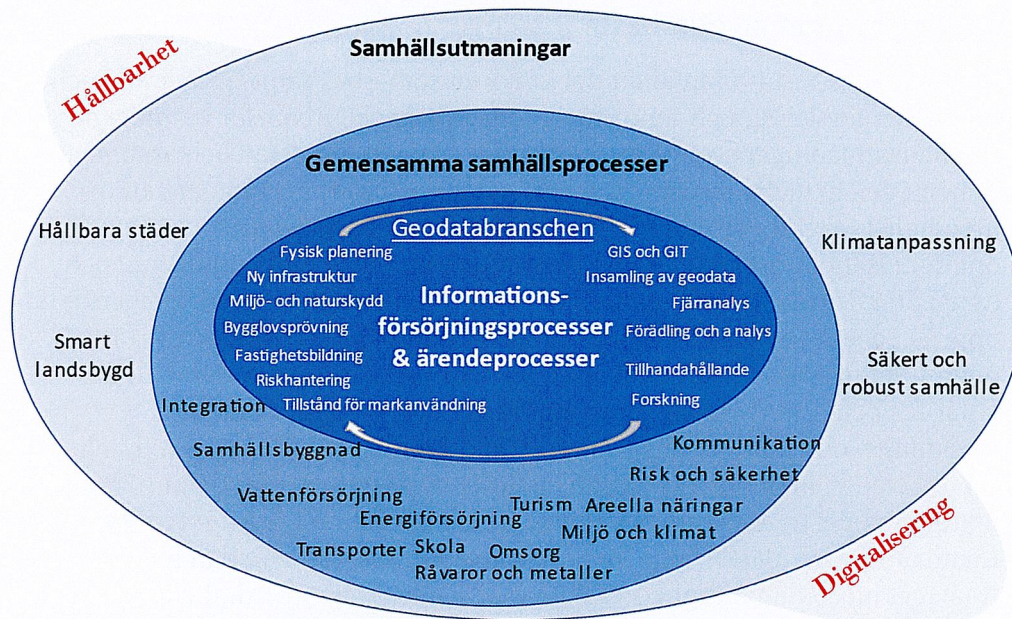 Hållbarhet
Samhällsutmaningar
Gemensamma samhällsprocesser
Geodatabranschen
Hållbara städer
Smart
landsbygd
Klimatanpassning
Säkert och
robust samhälle
Fysisk planering
Ny infrastruktur
Miljö- och naturskydd
Bygglovsprövning
Fastighetsbildning
Riskhantering
Tillstånd för markanvändning
Informations-
försörjningsprocesser
& ärendeprocesser
GIS och GIT
Insamling av geodata
Fjärranalys
Förädling och a nalys
Tillhandahållande
Forskning
Integration
Samhällsbyggnad
Vattenförsörjning
Energiförsörjning
Transporter
Skola
Omsorg
Råvaror och metaller
Turism
Areella näringar
Miljö och klimat
Risk och säkerhet
Kommunikation
Digitalisering